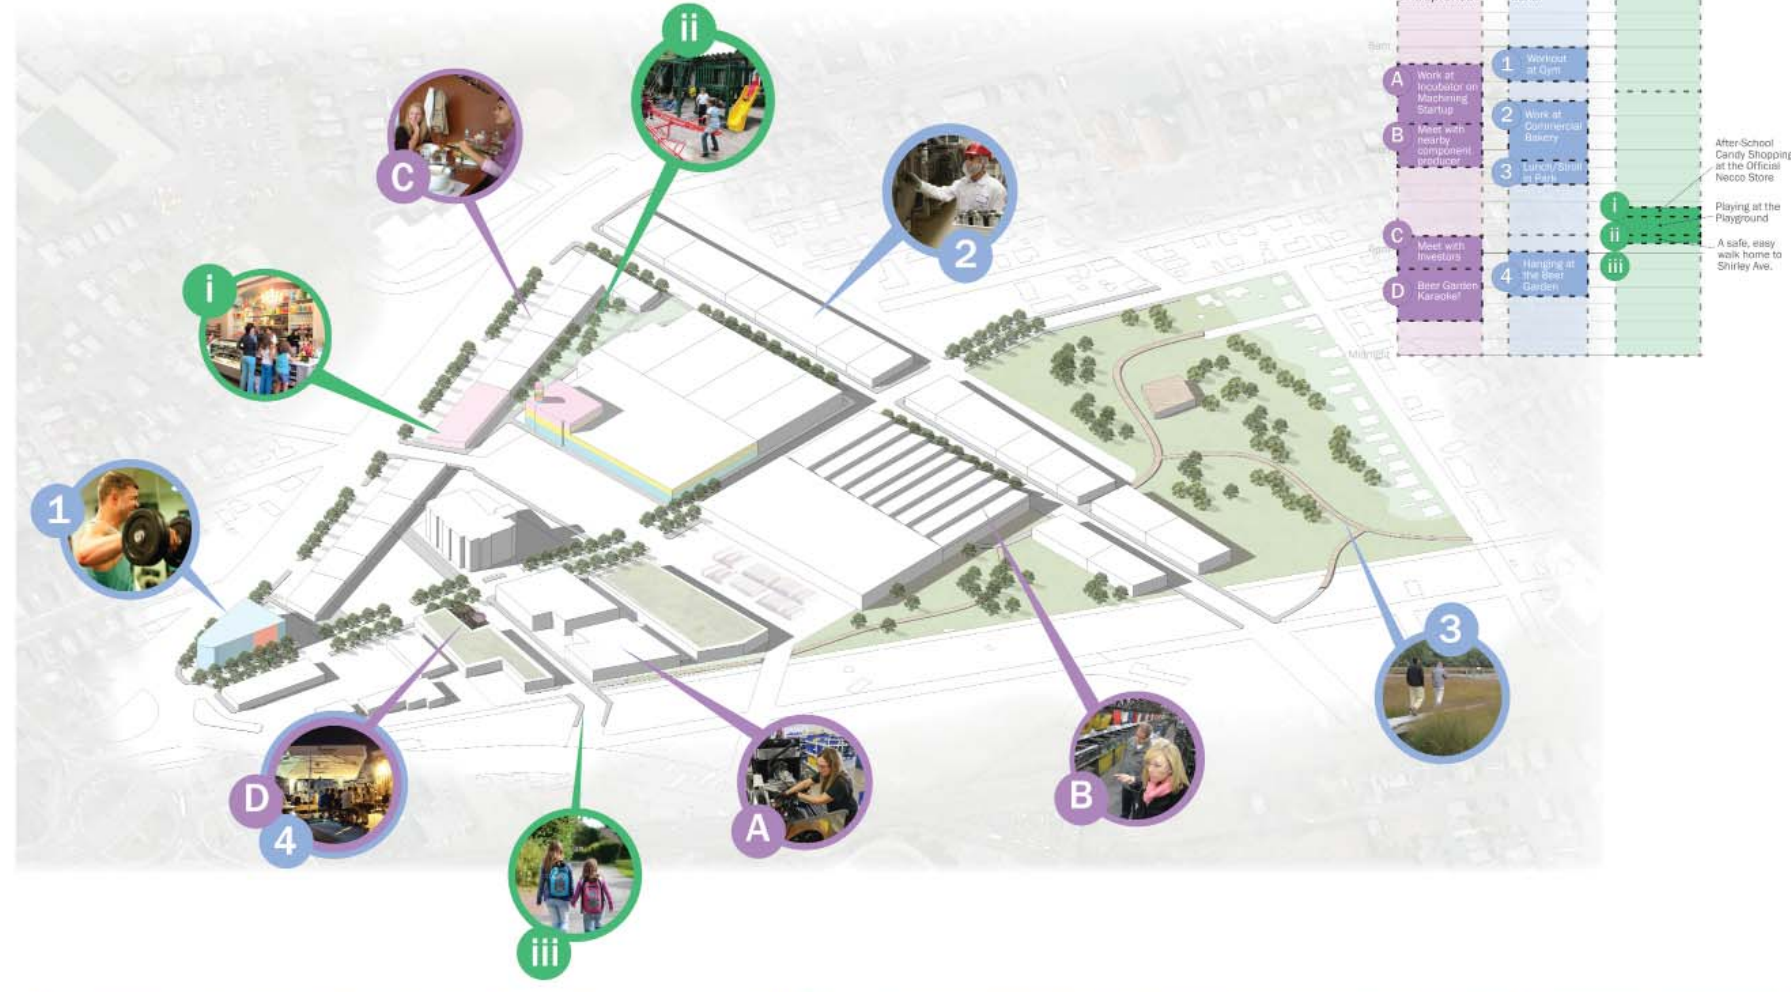 ii
C
2
i
1
3
D
4
A
B
iii
8am
A
Work at
Incubator on
Machining
Startup
B
Meet with
nearby
component
producer
C
Meet with
Investors
D
Beer Garden
Karaoke!
Midnight
1
Workout
at Gym
2
Work at
Commercial
Bakery
3
Lunch/Stroll
in Park
4
Hanging at
the Beer
Garden
i
ii
iii
After-School
Candy Shopping
at the Official
Necco Store
Playing at the
Playground
A safe, easy
walk home to
Shirley Ave.